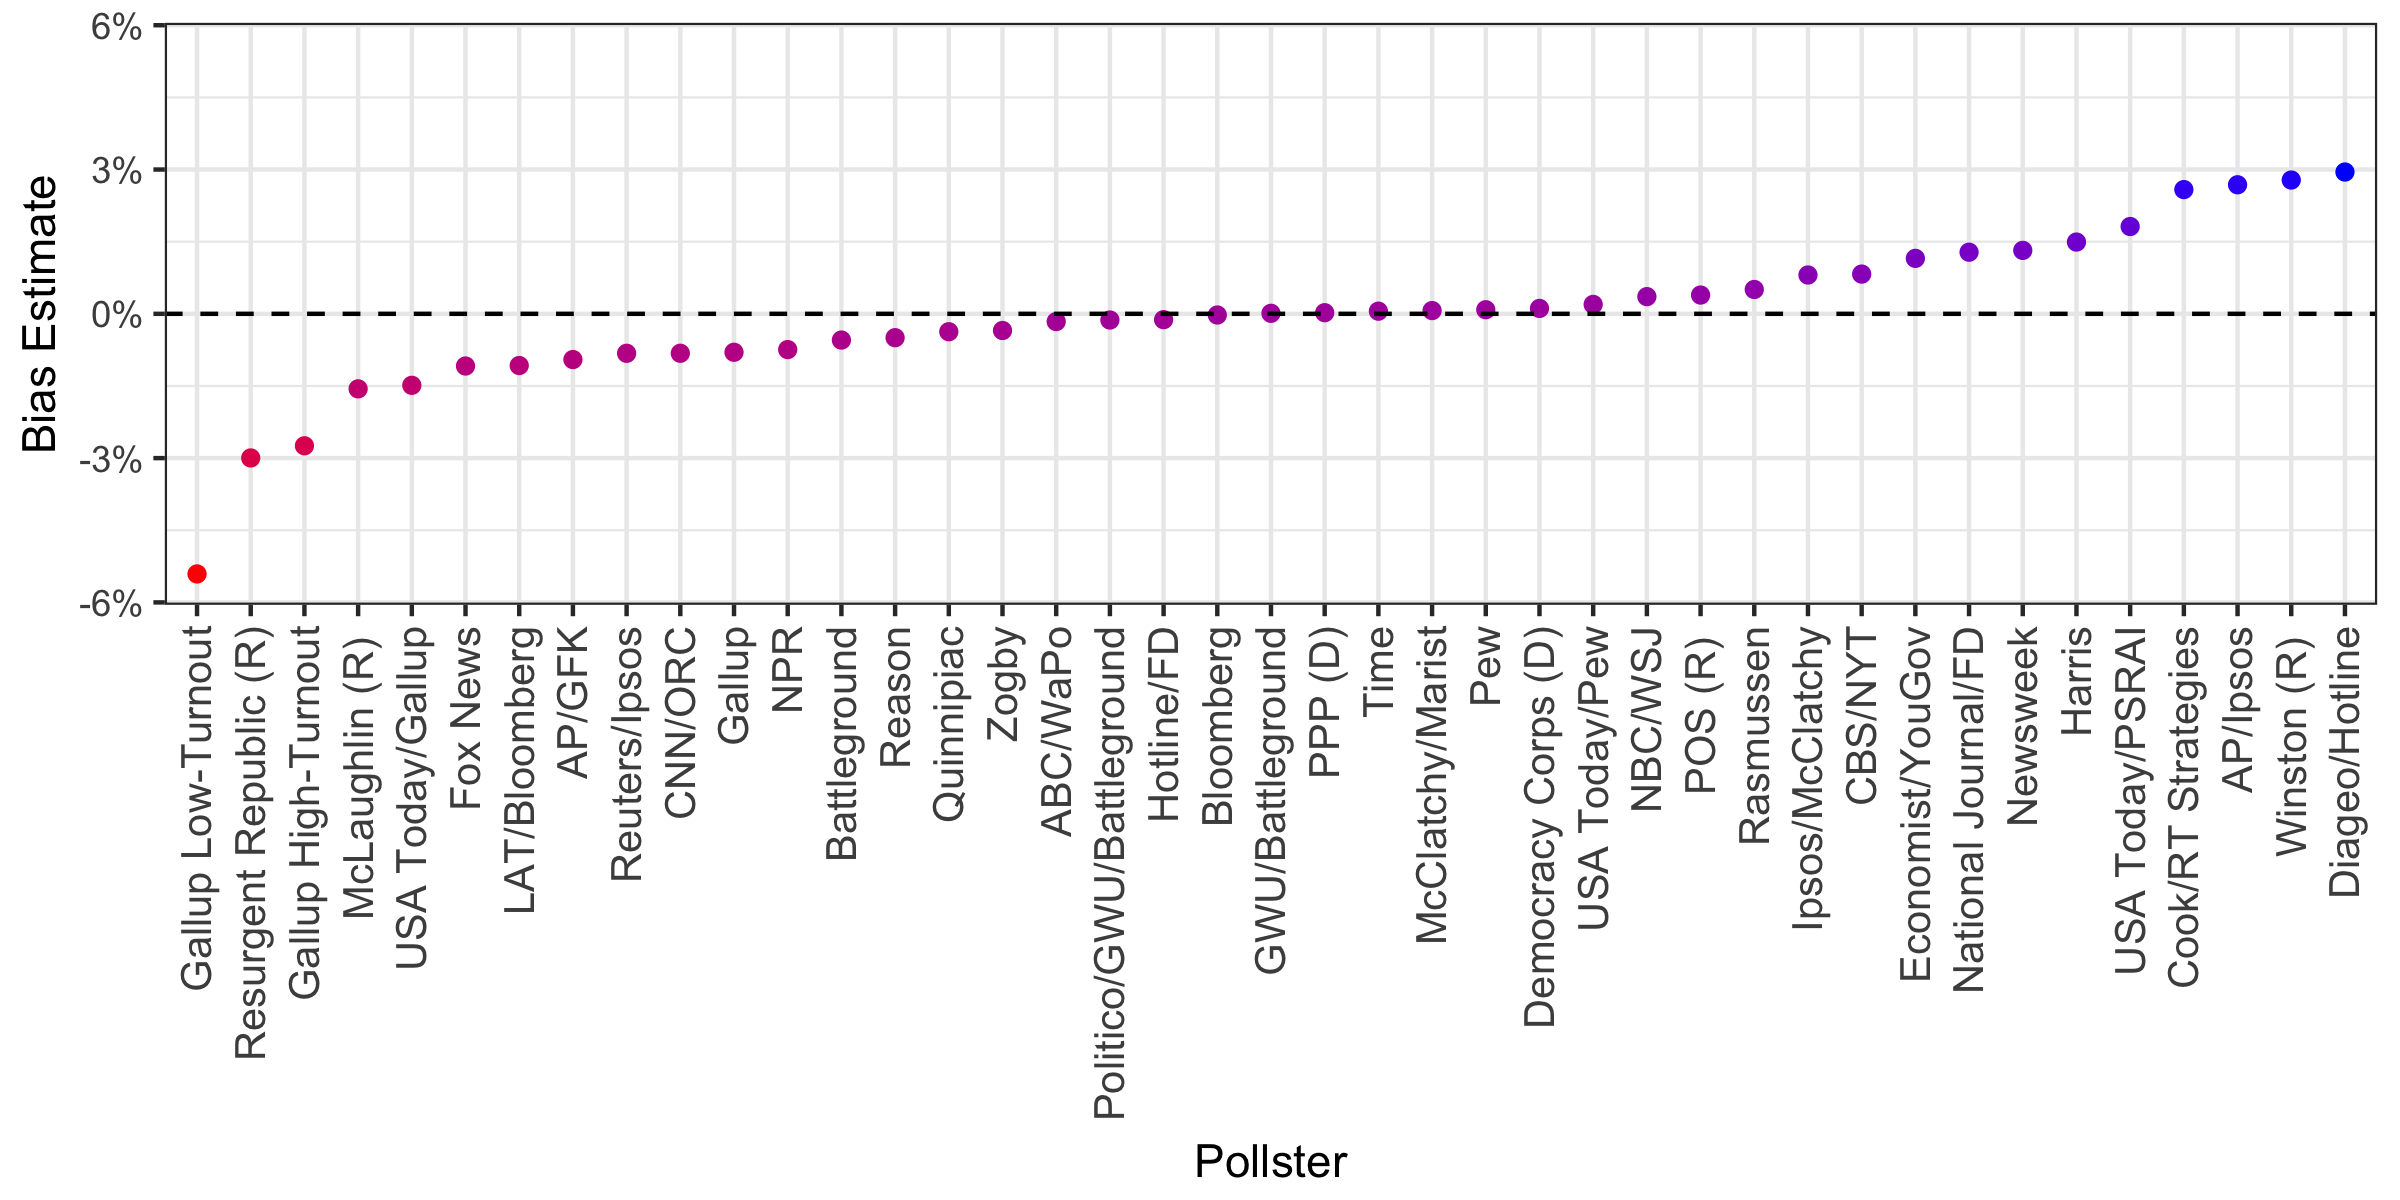 6%
3%
0%
-3%
-6%
Bias Estimate
Gallup Low-Turnout
Resurgent Republic (R)
Gallup High-Turnout
McLaughlin (R)
USA Today/Gallup
Fox News
LAT/Bloomberg
AP/GFK
Reuters/Ipsos
CNN/ORC
Gallup
NPR
Battleground
Reason
Quinnipiac
Zogby
ABC/WaPo
Politico/GWU/Battleground
Hotline/FD
Bloomberg
GWU/Battleground
PPP (D)
Time
McClatchy/Marist
Pew
Democracy Corps (D)
USA Today/Pew
NBC/WSJ
POS (R)
Rasmussen
Ipsos/McClatchy
CBS/NYT
Economist/YouGov
National Journal/FD
Newsweek
Harris
USA Today/PSRAI
Cook/RT Strategies
AP/Ipsos
Winston (R)
Diageo/Hotline
Pollster